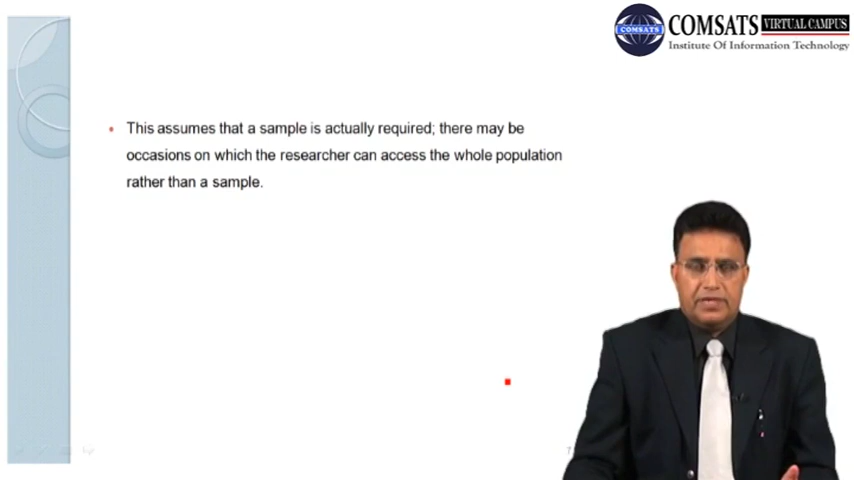 COMSATS VIRTUAL CAMPUS
COMSATS
Institute Of Information Technology
• This assumes that a sample is actually required; there may be
occasions on which the researcher can access the whole population
rather than a sample.